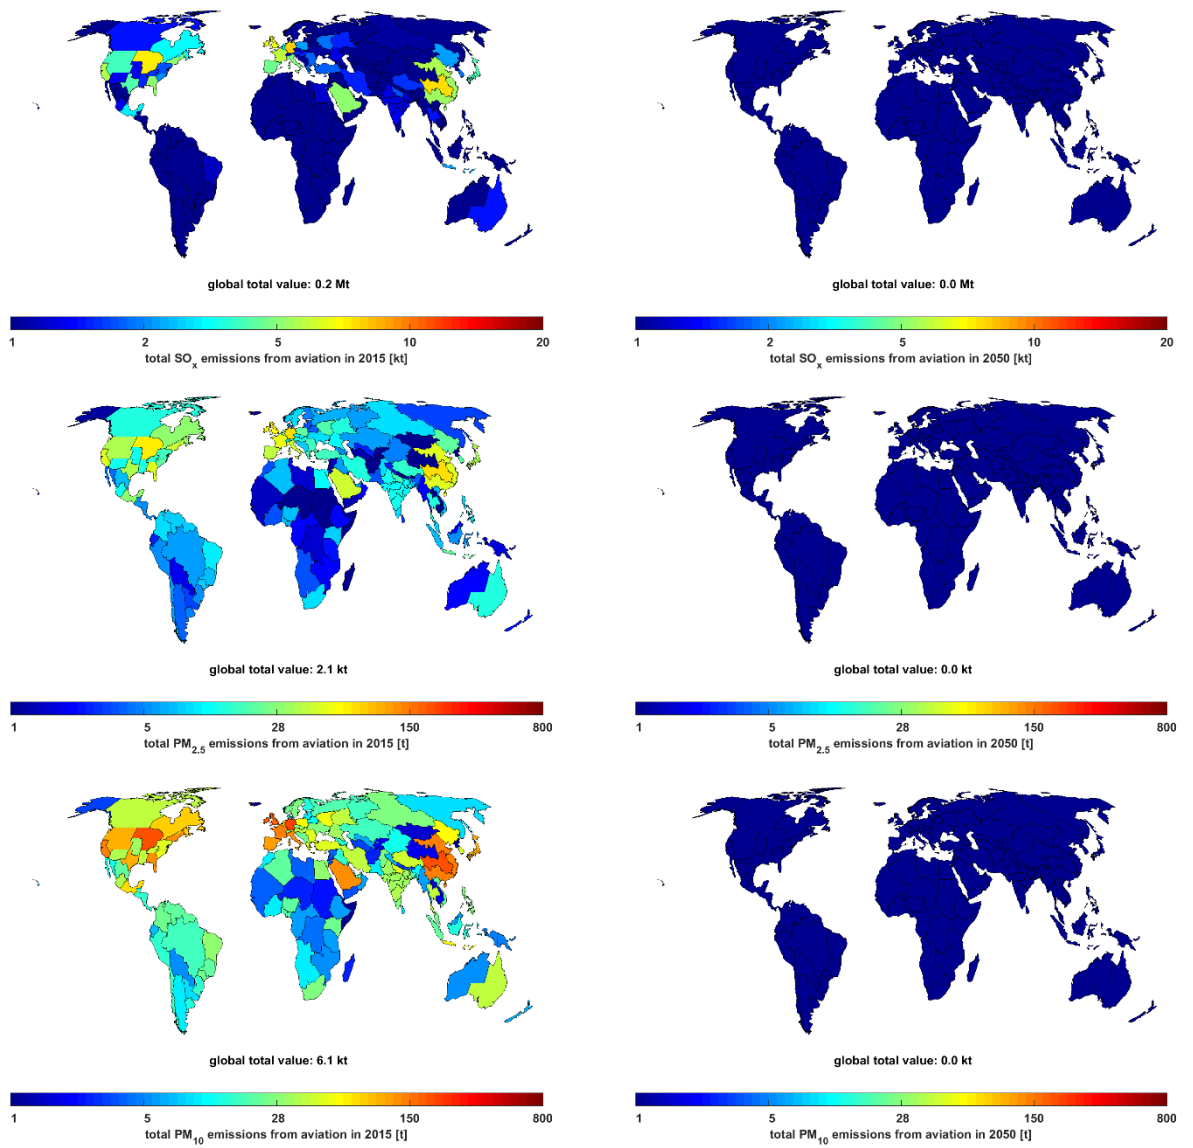 global total value: 0.2 Mt
global total value: 0.0 Mt
1 2 5 10 20
total SOx emissions from aviation in 2015 [kt]
1 2 5 10 20
total SOx emissions from aviation in 2050 [kt]
global total value: 2.1 kt
global total value: 0.0 kt
1 5 28 150 800
total PM2.5 emissions from aviation in 2015 [t]
1 5 28 150 800
total PM2.5 emissions from aviation in 2050 [t]
global total value: 6.1 kt
global total value: 0.0 kt
1 5 28 150 800
total PM10 emissions from aviation in 2015 [t]
1 5 28 150 800
total PM10 emissions from aviation in 2050 [t]